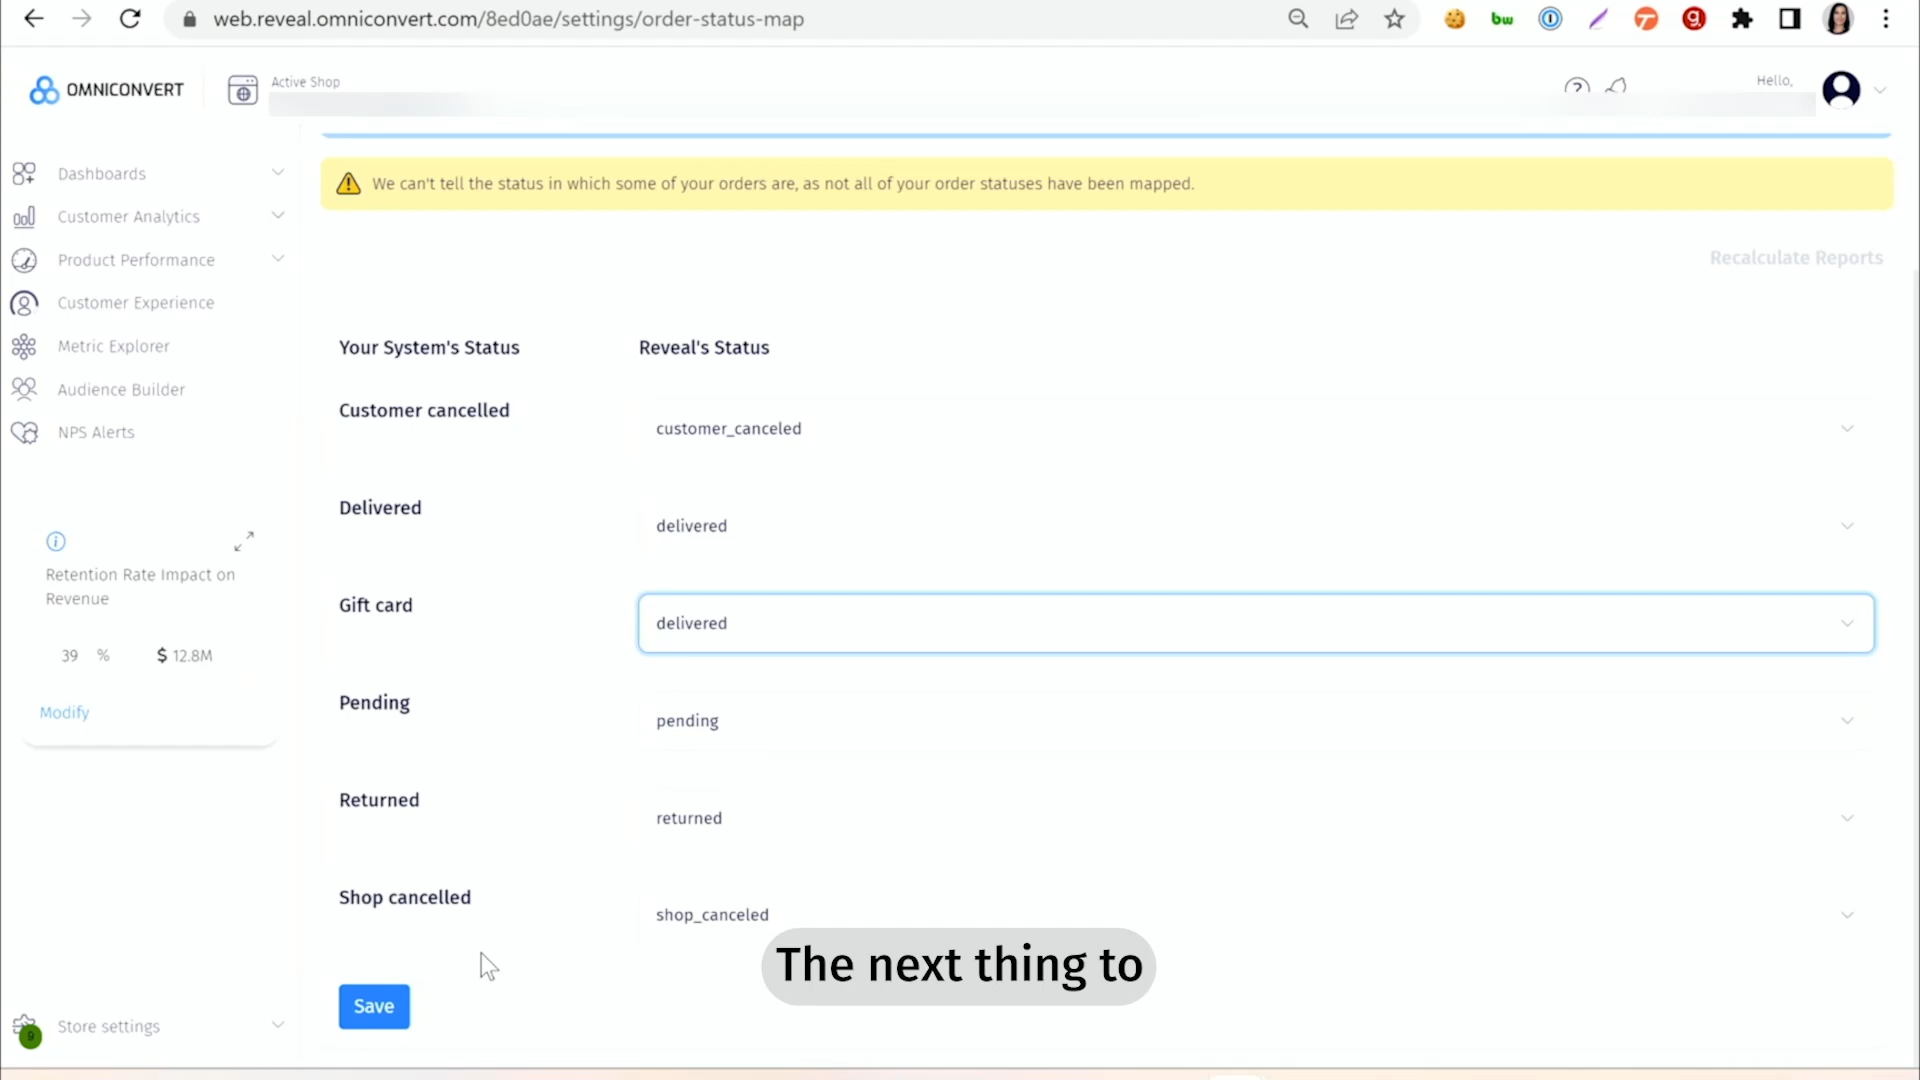 web.reveal.omniconvert.com/8ed0ae/settings/order-status-map
bw
OMNICONVERT
Active Shop
Hello,
Dashboards
Customer Analytics
Product Performance
Customer Experience
Metric Explorer
Audience Builder
NPS Alerts
Retention Rate Impact on
Revenue
39 % $ 12.8M
Modify
9
Store settings
We can't tell the status in which some of your orders are, as not all of your order statuses have been mapped.
Recalculate Reports
Your System's Status Reveal's Status
Customer cancelled customer_canceled
Delivered delivered
Gift card delivered
Pending pending
Returned returned
Shop cancelled shop_canceled
The next thing to
Save